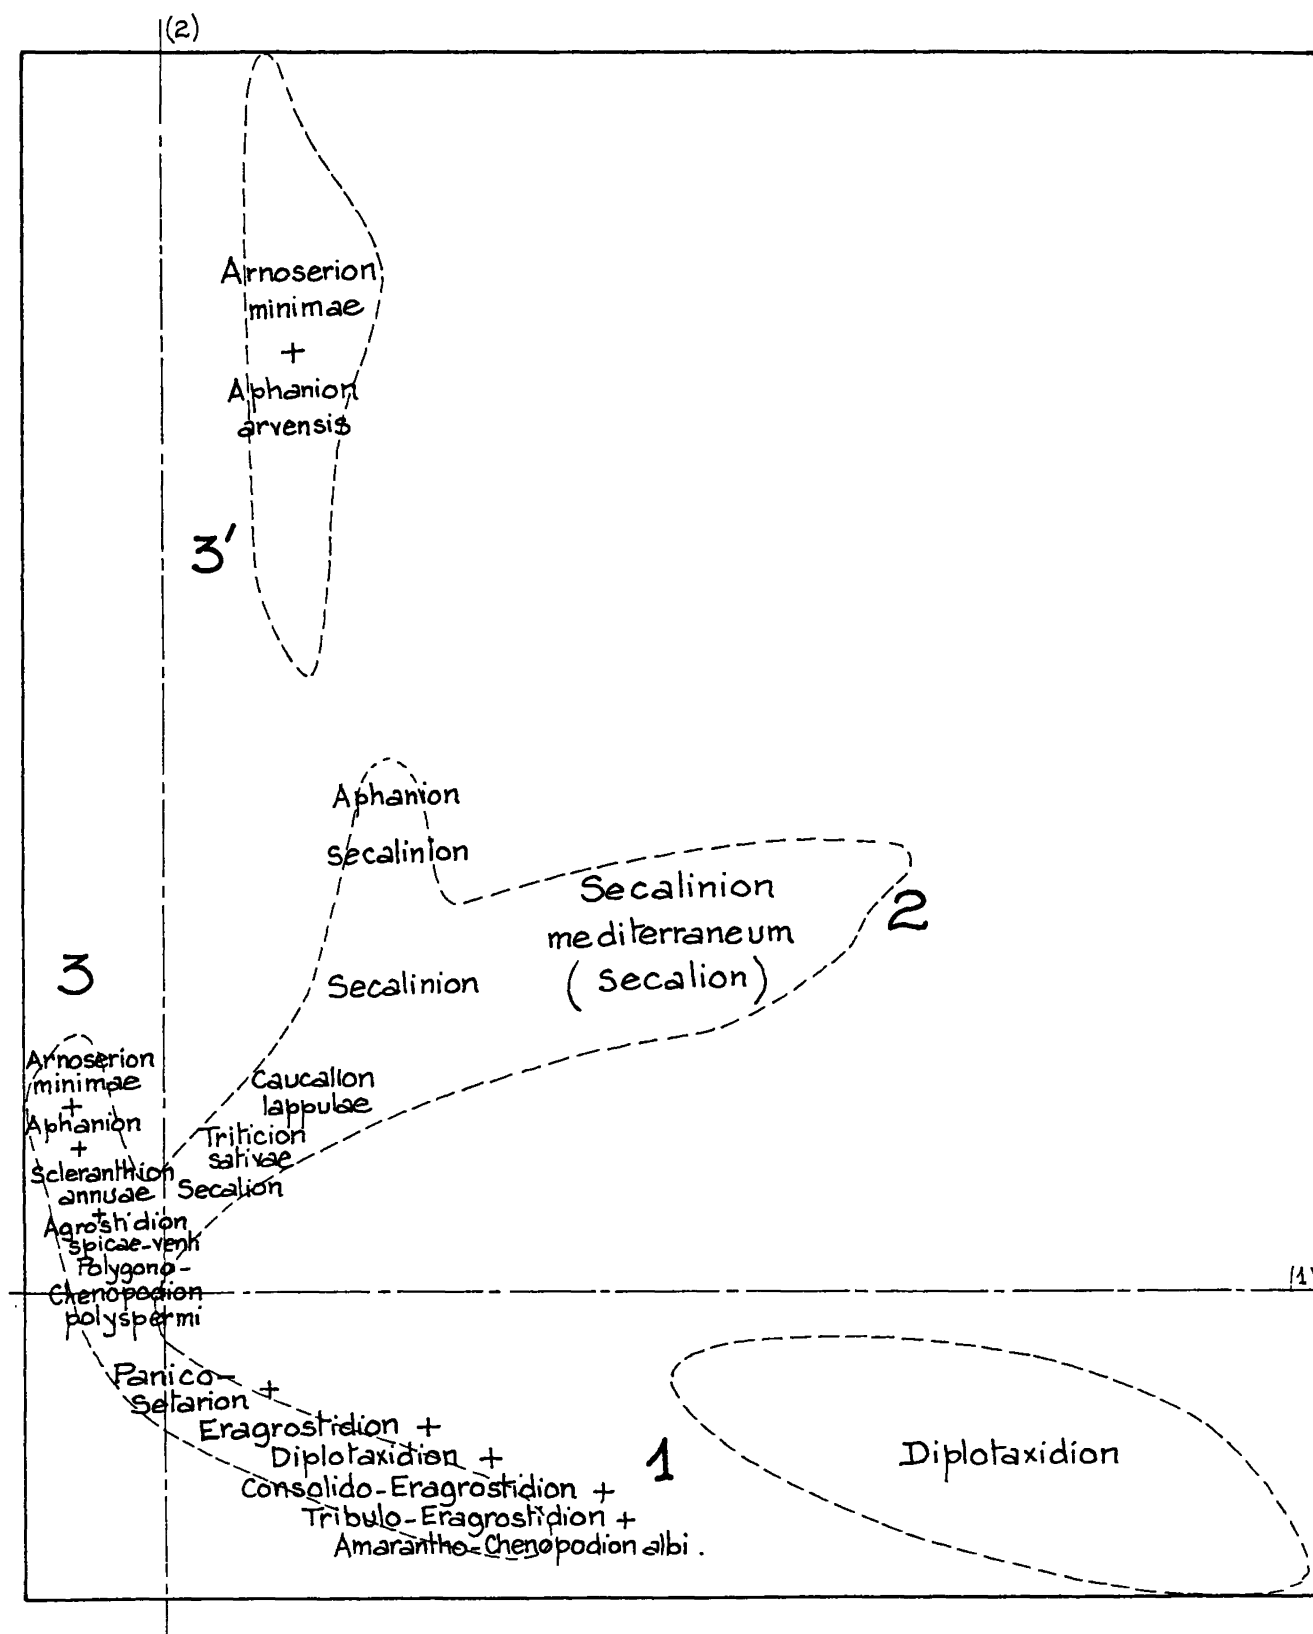 (2)
Arnoserion
minimae
+
Aphanion
arvensis
3'
Aphanion
Secalinion
Secalinion
mediterraneum
(Secalion)
2
Secalinion
3
Arnoserion
minimae
+
Aphanion
+
Scleranthion
annuae
+
Agrostidion
spicae-venti
Polygono-
Chenopodion
polyspermi
Caucalion
lappulae
Triticion
sativae
Secalion
(1)
Panico-
Setarion +
Eragrostidion +
Diplotaxidion +
Consolido-Eragrostidion +
Tribulo-Eragrostidion +
Amarantho-Chenopodion albi.
1
Diplotaxidion